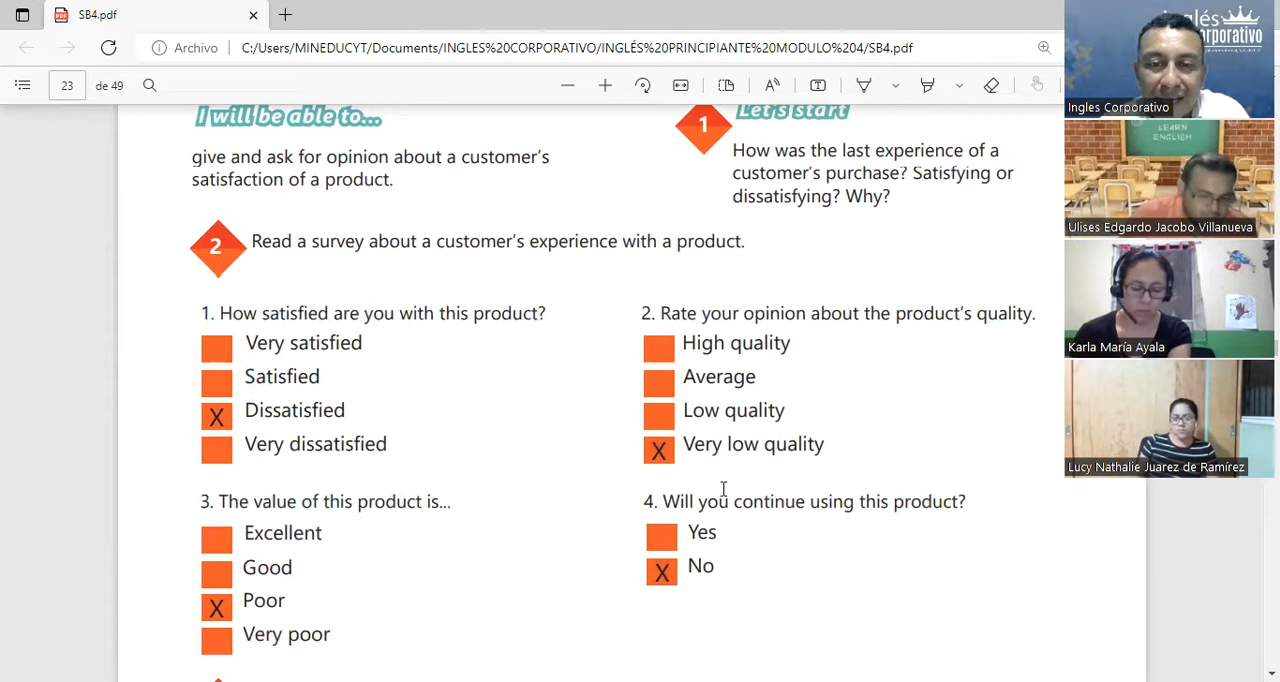 SB4.pdf
Archivo
C:/Users/MINEDUCYT/Documents/INGLES%20CORPORATIVO/INGLÉS%20PRINCIPIANTE%20MODULO%204/SB4.pdf
23 de 49
I will be able to...
give and ask for opinion about a customer's
satisfaction of a product.
1
Let's start
How was the last experience of a
customer's purchase? Satisfying or
dissatisfying? Why?
2
Read a survey about a customer's experience with a product.
1. How satisfied are you with this product?
Very satisfied
Satisfied
X Dissatisfied
Very dissatisfied
2. Rate your opinion about the product's quality.
High quality
Average
Low quality
X Very low quality
3. The value of this product is...
Excellent
Good
X Poor
Very poor
4. Will you continue using this product?
Yes
X No
Ingles Corporativo
LEARN
ENGLISH
Ulises Edgardo Jacobo Villanueva
Karla María Ayala
Lucy Nathalie Juarez de Ramírez